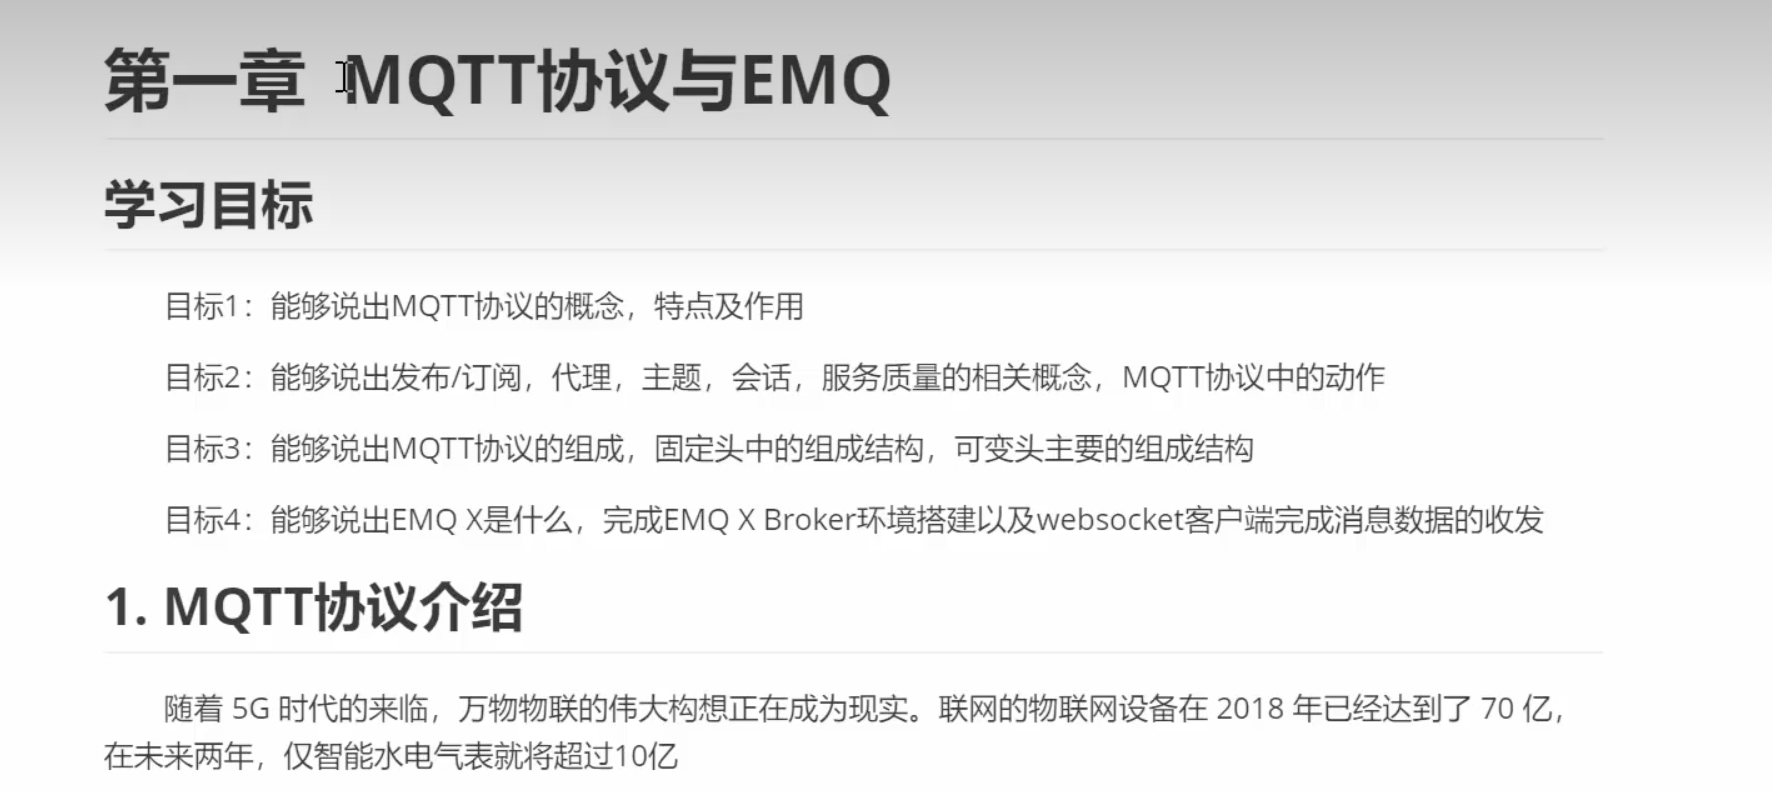 第一章 MQTT协议与EMQ
学习目标
目标1：能够说出MQTT协议的概念，特点及作用
目标2：能够说出发布/订阅，代理，主题，会话，服务质量的相关概念，MQTT协议中的动作
目标3：能够说出MQTT协议的组成，固定头中的组成结构，可变头主要的组成结构
目标4：能够说出EMQ X是什么，完成EMQ X Broker环境搭建以及websocket客户端完成消息数据的收发
1. MQTT协议介绍
随着 5G 时代的来临，万物物联的伟大构想正在成为现实。联网的物联网设备在 2018 年已经达到了 70 亿，
在未来两年，仅智能水电气表就将超过10亿